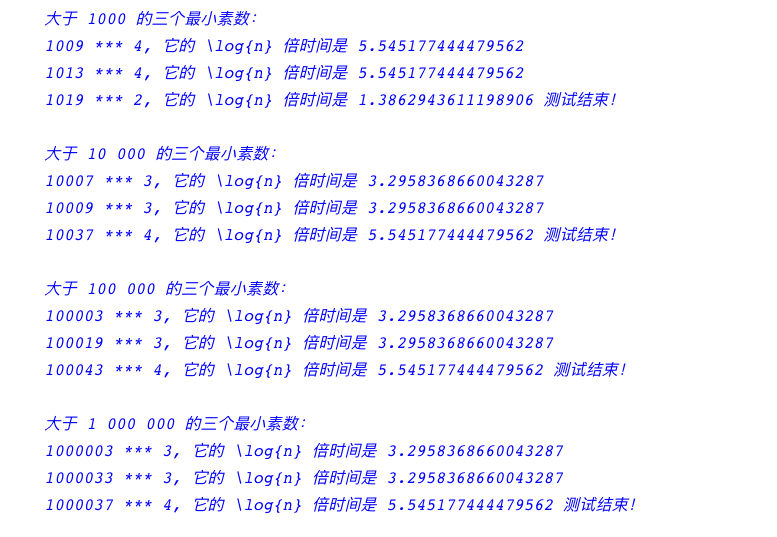 大于 1000 的三个最小素数:
1009 *** 4, 它的 \log{n} 倍时间是 5.545177444479562
1013 *** 4, 它的 \log{n} 倍时间是 5.545177444479562
1019 *** 2, 它的 \log{n} 倍时间是 1.3862943611198906 测试结束!
大于 10 000 的三个最小素数:
10007 *** 3, 它的 \log{n} 倍时间是 3.2958368660043287
10009 *** 3, 它的 \log{n} 倍时间是 3.2958368660043287
10037 *** 4, 它的 \log{n} 倍时间是 5.545177444479562 测试结束!
大于 100 000 的三个最小素数:
100003 *** 3, 它的 \log{n} 倍时间是 3.2958368660043287
100019 *** 3, 它的 \log{n} 倍时间是 3.2958368660043287
100043 *** 4, 它的 \log{n} 倍时间是 5.545177444479562 测试结束!
大于 1 000 000 的三个最小素数:
1000003 *** 3, 它的 \log{n} 倍时间是 3.2958368660043287
1000033 *** 3, 它的 \log{n} 倍时间是 3.2958368660043287
1000037 *** 4, 它的 \log{n} 倍时间是 5.545177444479562 测试结束!